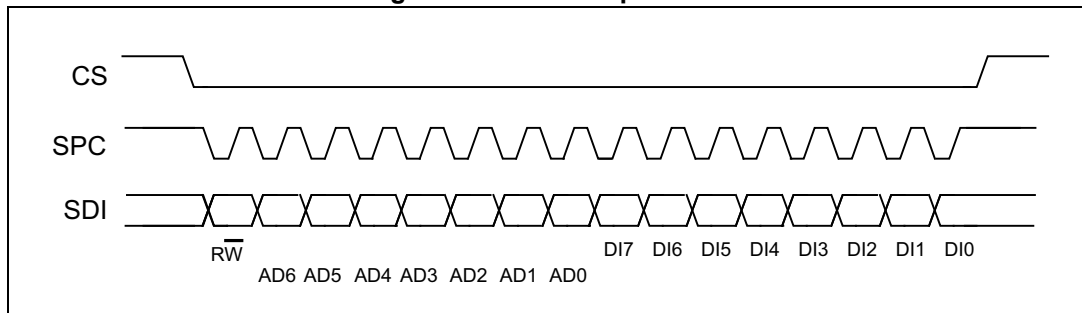 CS
SPC
SDI
RW DI7 DI6 DI5 DI4 DI3 DI2 DI1 DI0
AD6 AD5 AD4 AD3 AD2 AD1 AD0